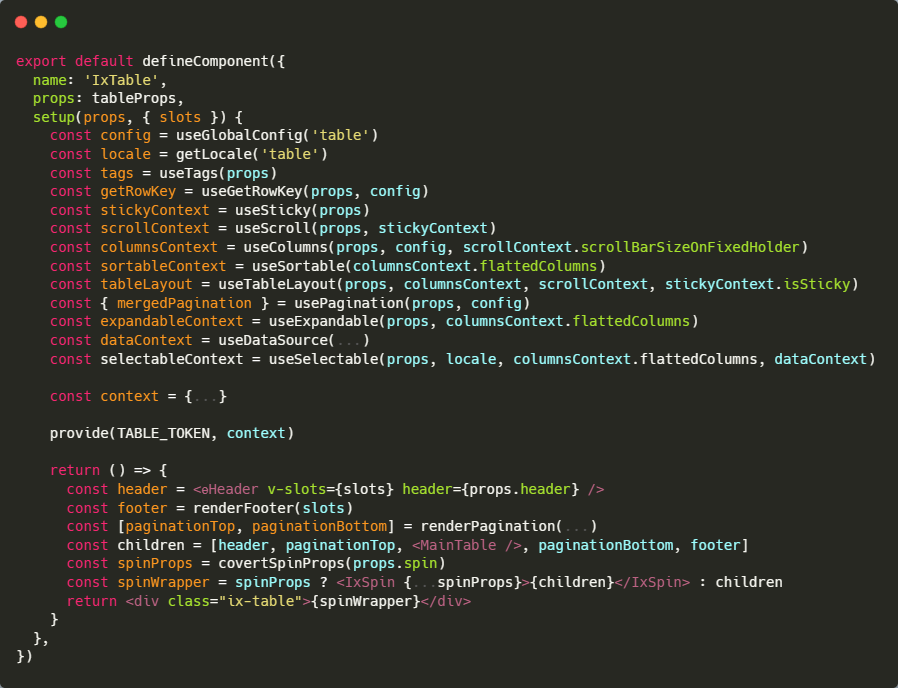 export default defineComponent({
  name: 'IxTable',
  props: tableProps,
  setup(props, { slots }) {
    const config = useGlobalConfig('table')
    const locale = getLocale('table')
    const tags = useTags(props)
    const getRowKey = useGetRowKey(props, config)
    const stickyContext = useSticky(props)
    const scrollContext = useScroll(props, stickyContext)
    const columnsContext = useColumns(props, config, scrollContext.scrollBarSizeOnFixedHolder)
    const sortableContext = useSortable(columnsContext.flattedColumns)
    const tableLayout = useTableLayout(props, columnsContext, scrollContext, stickyContext.isSticky)
    const { mergedPagination } = usePagination(props, config)
    const expandableContext = useExpandable(props, columnsContext.flattedColumns)
    const dataContext = useDataSource(...)
    const selectableContext = useSelectable(props, locale, columnsContext.flattedColumns, dataContext)
    const context = {...}
    provide(TABLE_TOKEN, context)
    return () => {
      const header = <ɵHeader v-slots={slots} header={props.header} />
      const footer = renderFooter(slots)
      const [paginationTop, paginationBottom] = renderPagination(...)
      const children = [header, paginationTop, <MainTable />, paginationBottom, footer]
      const spinProps = covertSpinProps(props.spin)
      const spinWrapper = spinProps ? <IxSpin {...spinProps}>{children}</IxSpin> : children
      return <div class="ix-table">{spinWrapper}</div>
    }
  },
})